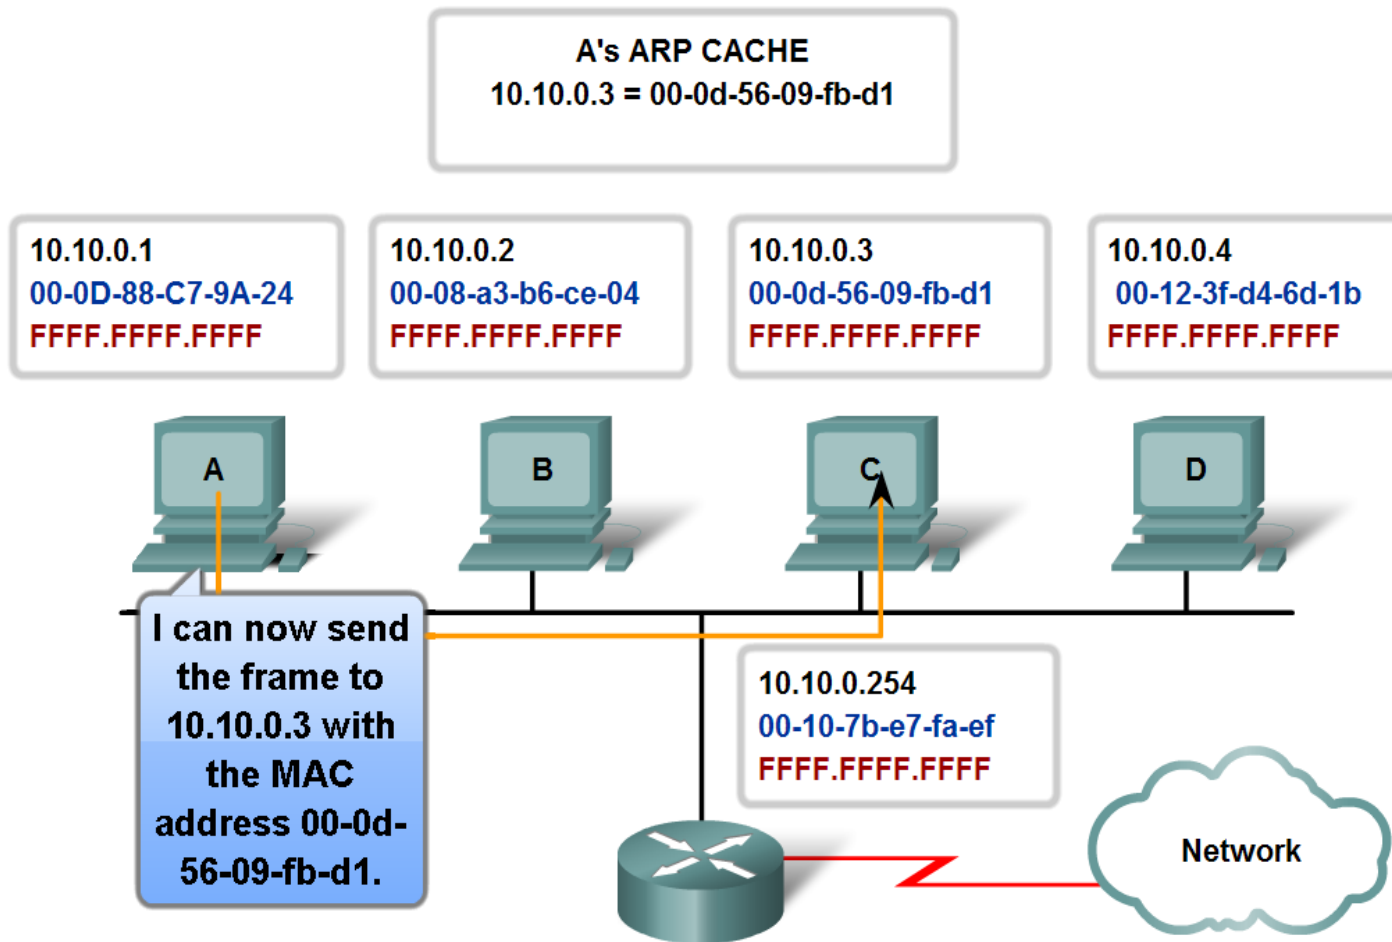 A's ARP CACHE
10.10.0.3 = 00-0d-56-09-fb-d1
10.10.0.1
00-0D-88-C7-9A-24
FFFF.FFFF.FFFF
10.10.0.2
00-08-a3-b6-ce-04
FFFF.FFFF.FFFF
10.10.0.3
00-0d-56-09-fb-d1
FFFF.FFFF.FFFF
10.10.0.4
00-12-3f-d4-6d-1b
FFFF.FFFF.FFFF
A
B
C
D
I can now send
the frame to
10.10.0.3 with
the MAC
address 00-0d-
56-09-fb-d1.
10.10.0.254
00-10-7b-e7-fa-ef
FFFF.FFFF.FFFF
Network